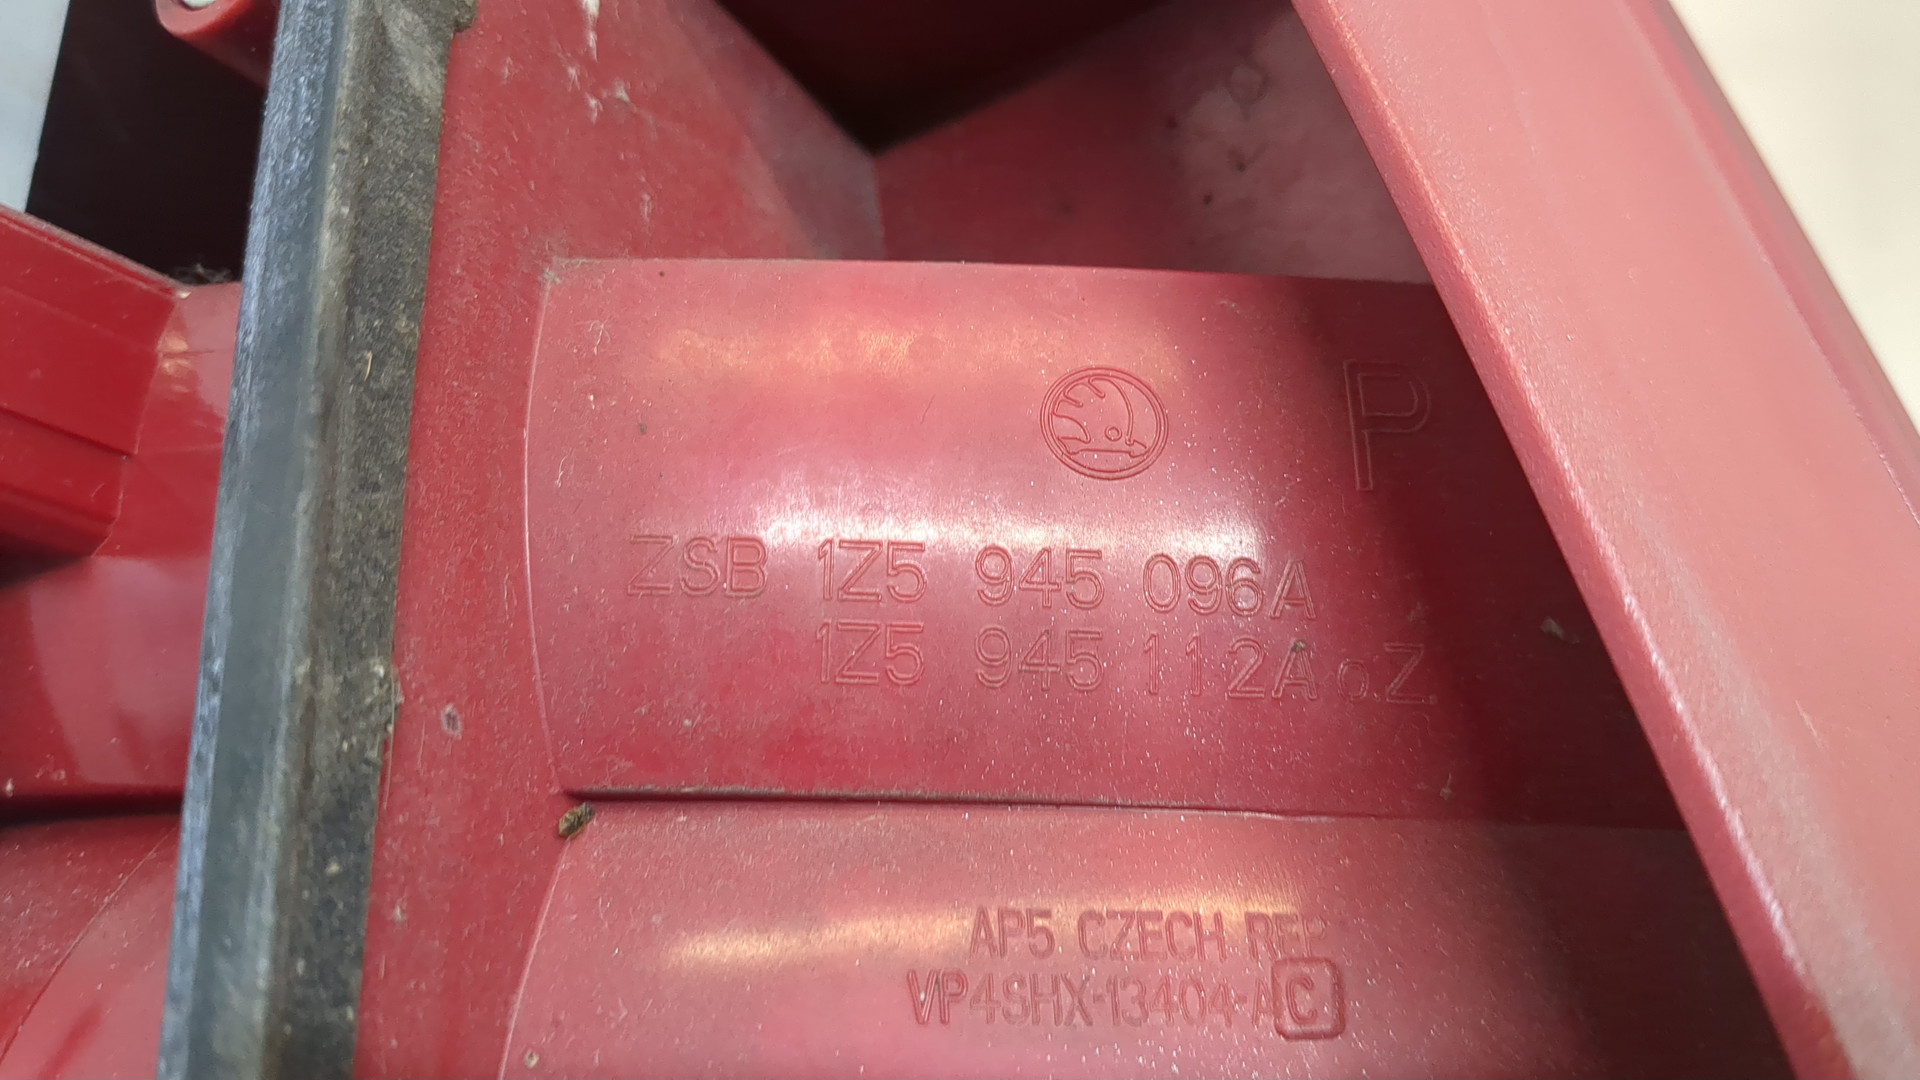 P
ZSB 1Z5 945 096A
1Z5 945 112A o.Z.
AP5 CZECH REP
VP4SHX-13404-AC